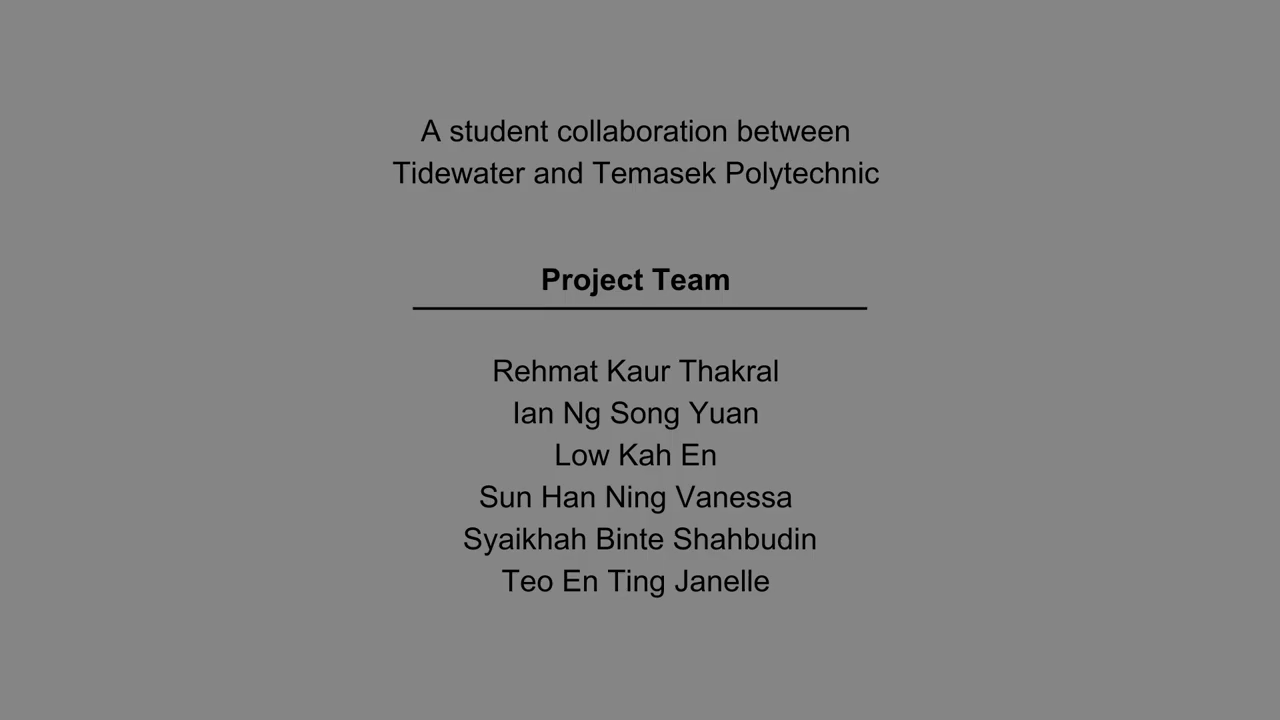 A student collaboration between
Tidewater and Temasek Polytechnic
Project Team
Rehmat Kaur Thakral
Ian Ng Song Yuan
Low Kah En
Sun Han Ning Vanessa
Syaikhah Binte Shahbudin
Teo En Ting Janelle